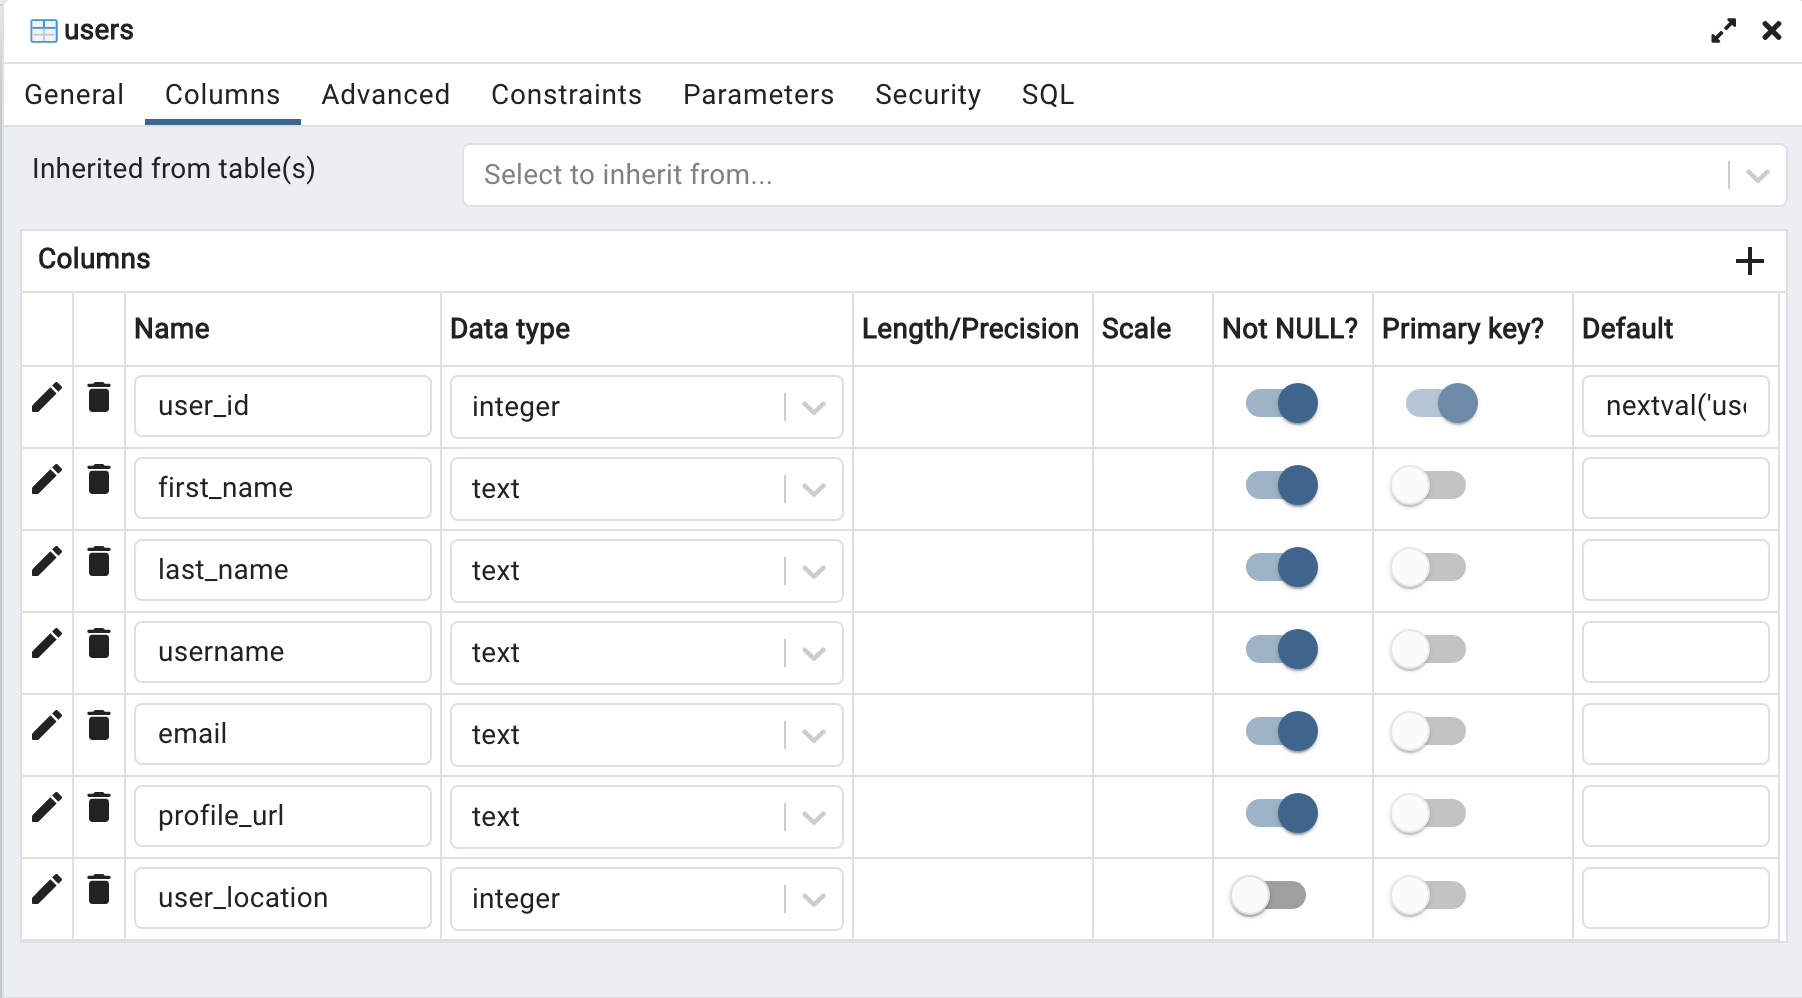 users
General Columns Advanced Constraints Parameters Security SQL
Inherited from table(s) Select to inherit from...
Columns
Name Data type Length/Precision Scale Not NULL? Primary key? Default
user_id integer nextval('use
first_name text
last_name text
username text
email text
profile_url text
user_location integer